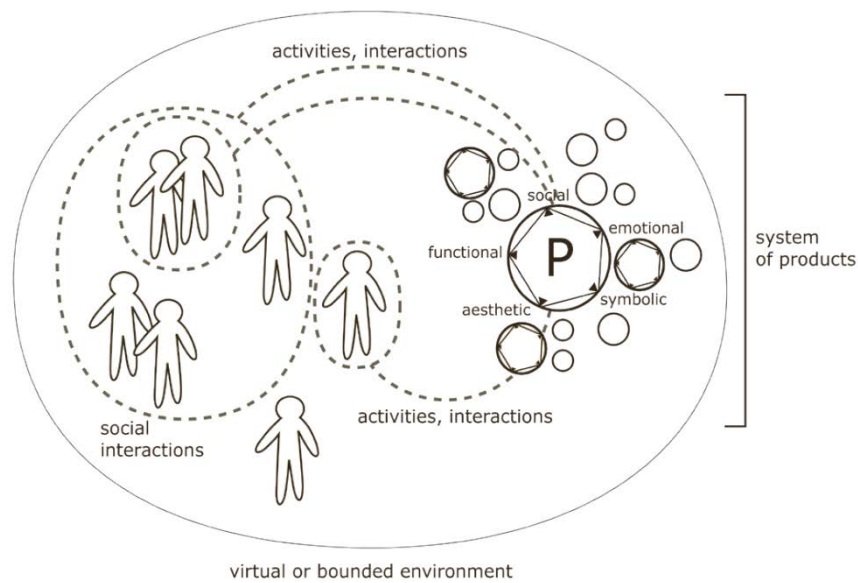 activities, interactions
social
emotional
functional
P
system
of products
aesthetic
symbolic
activities, interactions
social
interactions
virtual or bounded environment